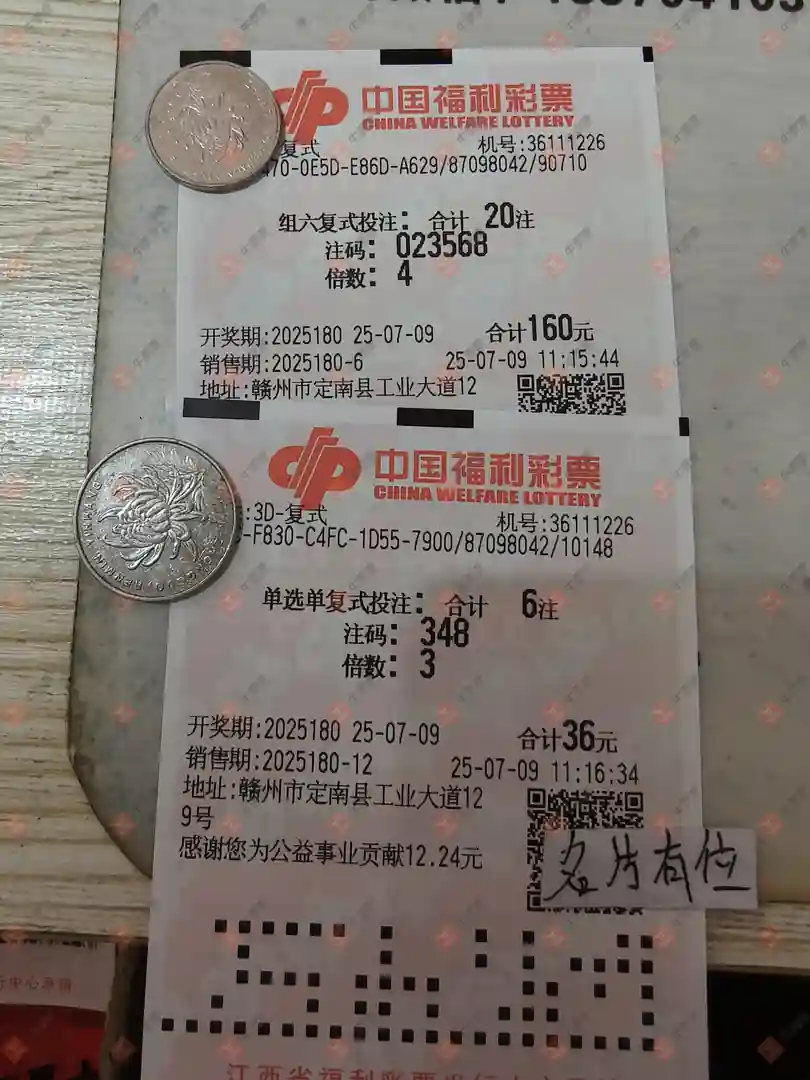 中国福利彩票
CHINA WELFARE LOTTERY
复式
机号:36111226
470-0E5D-E86D-A629/87098042/90710
组六复式投注: 合计 20注
注码: 023568
倍数: 4
开奖期:2025180 25-07-09 合计160元
销售期:2025180-6 25-07-09 11:15:44
地址:赣州市定南县工业大道12
中国福利彩票
CHINA WELFARE LOTTERY
:3D-复式
机号:36111226
-F830-C4FC-1D55-7900/87098042/10148
单选单复式投注: 合计 6注
注码: 348
倍数: 3
开奖期:2025180 25-07-09 合计36元
销售期:2025180-12 25-07-09 11:16:34
地址:赣州市定南县工业大道12
9号
感谢您为公益事业贡献12.24元
名片有位